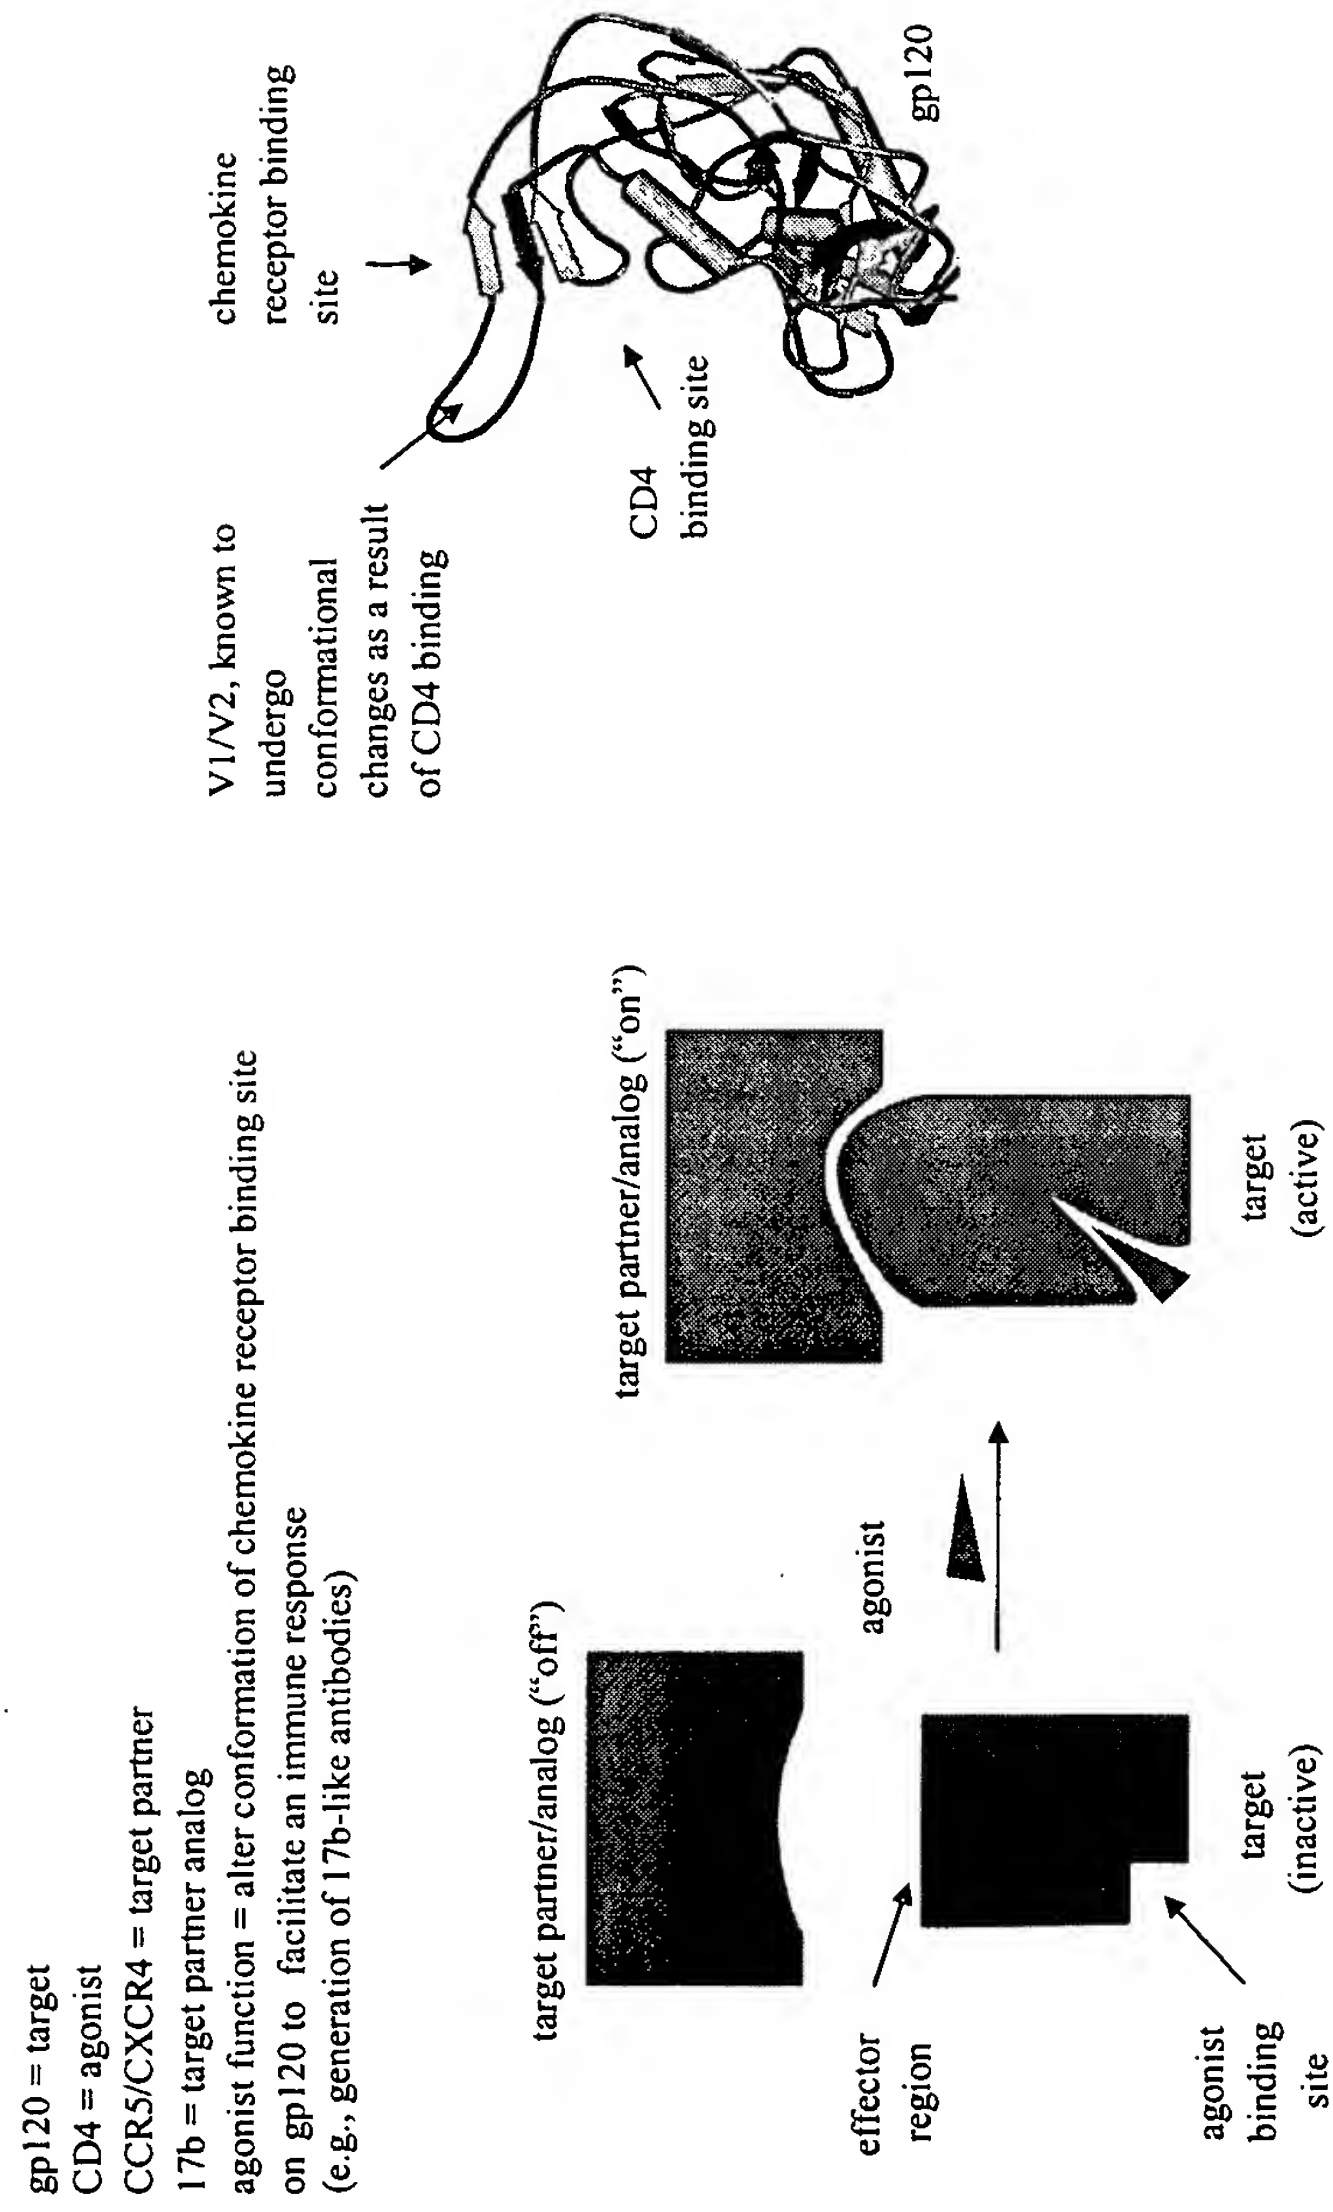 gp120 = target
CD4 = agonist
CCR5/CXCR4 = target partner
17b = target partner analog
agonist function = alter conformation of chemokine receptor binding site
on gp120 to facilitate an immune response
(e.g., generation of 17b-like antibodies)
target partner/analog ("off")
effector
region
agonist
binding
site
target
(inactive)
agonist
target partner/analog ("on")
target
(active)
V1/V2, known to
undergo
conformational
changes as a result
of CD4 binding
chemokine
receptor binding
site
CD4
binding site
gp120